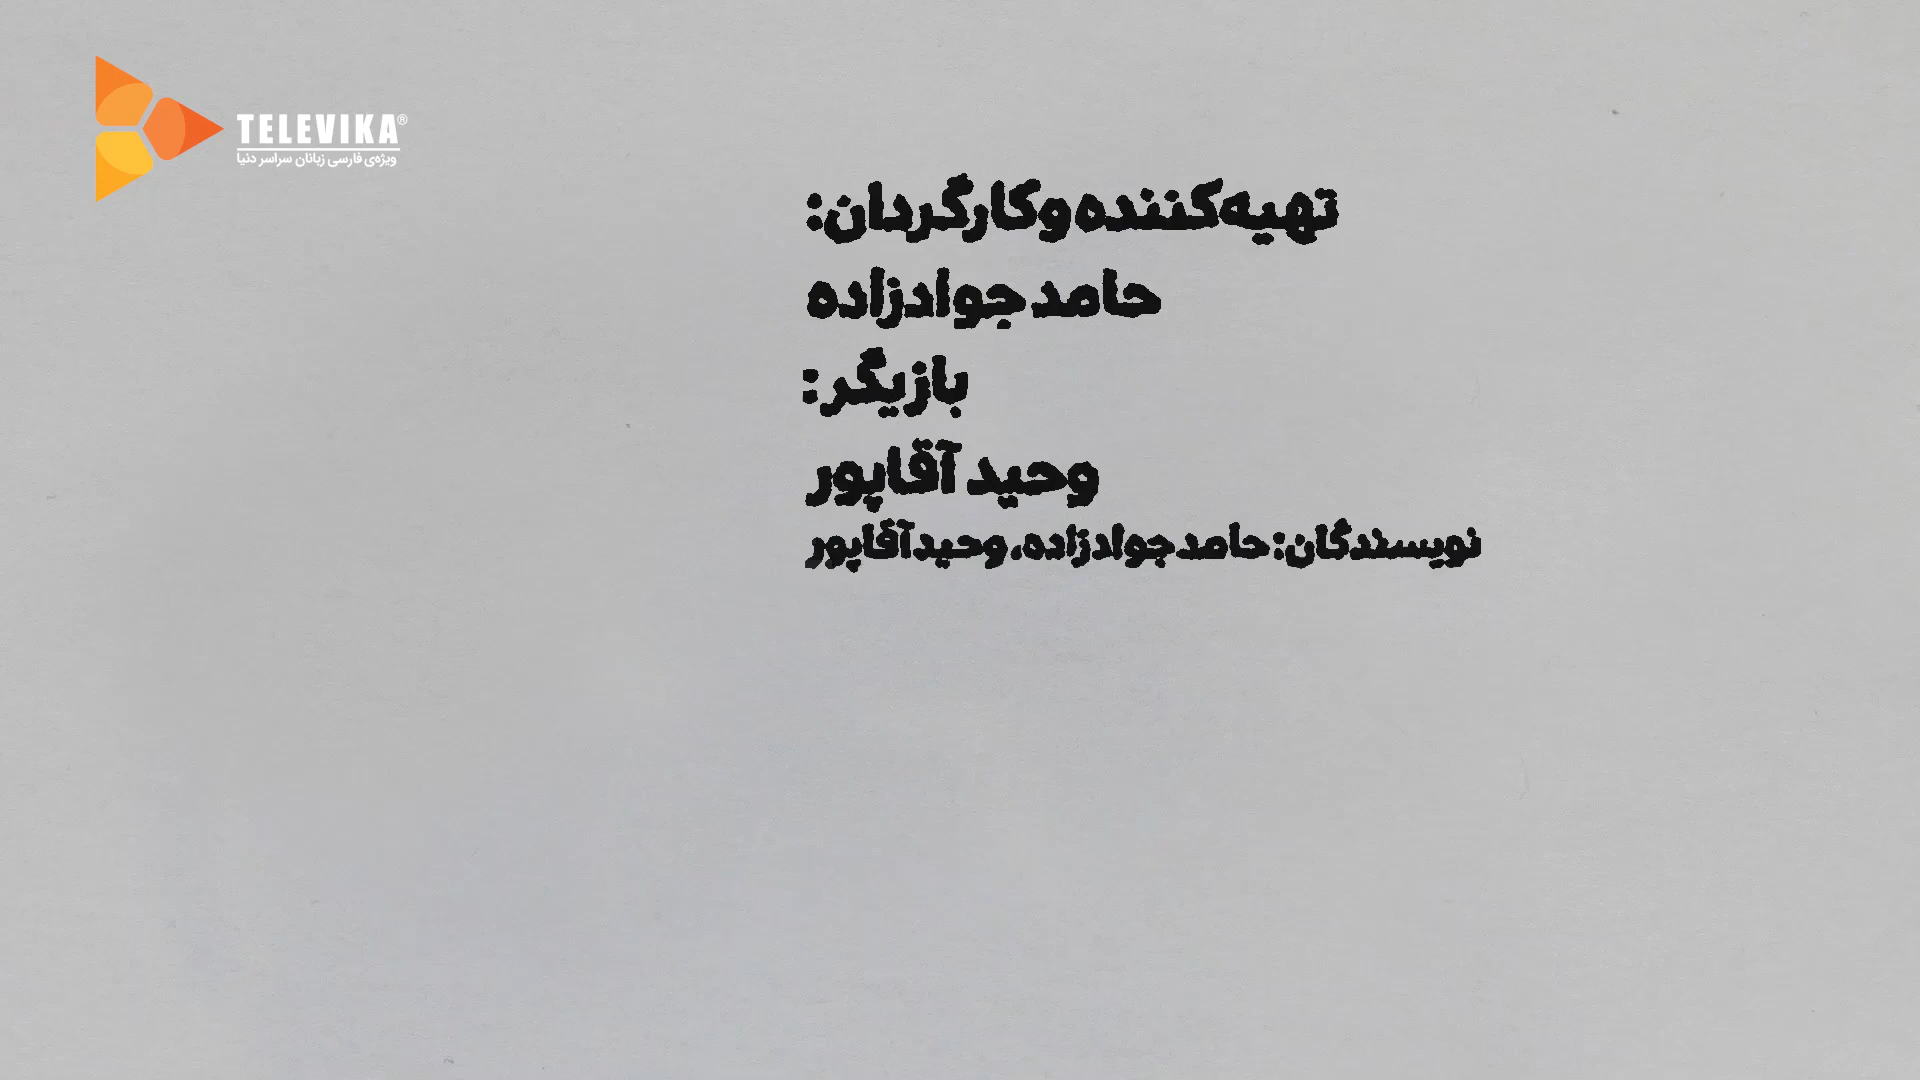 TELEVIKA®
ویژه‌ی فارسی زبانان سراسر دنیا
تهیه‌کننده و کارگردان:
حامد جوادزاده
بازیگر:
وحید آقاپور
نویسندگان: حامد جوادزاده، وحید آقاپور